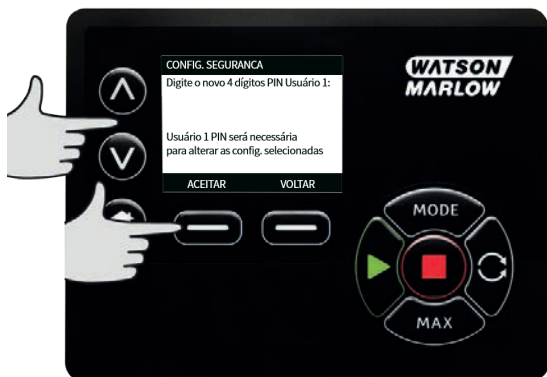 CONFIG. SEGURANCA
Digite o novo 4 dígitos PIN Usuário 1:
Usuário 1 PIN será necessária
para alterar as config. selecionadas
ACEITAR VOLTAR
WATSON
MARLOW
MODE
MAX